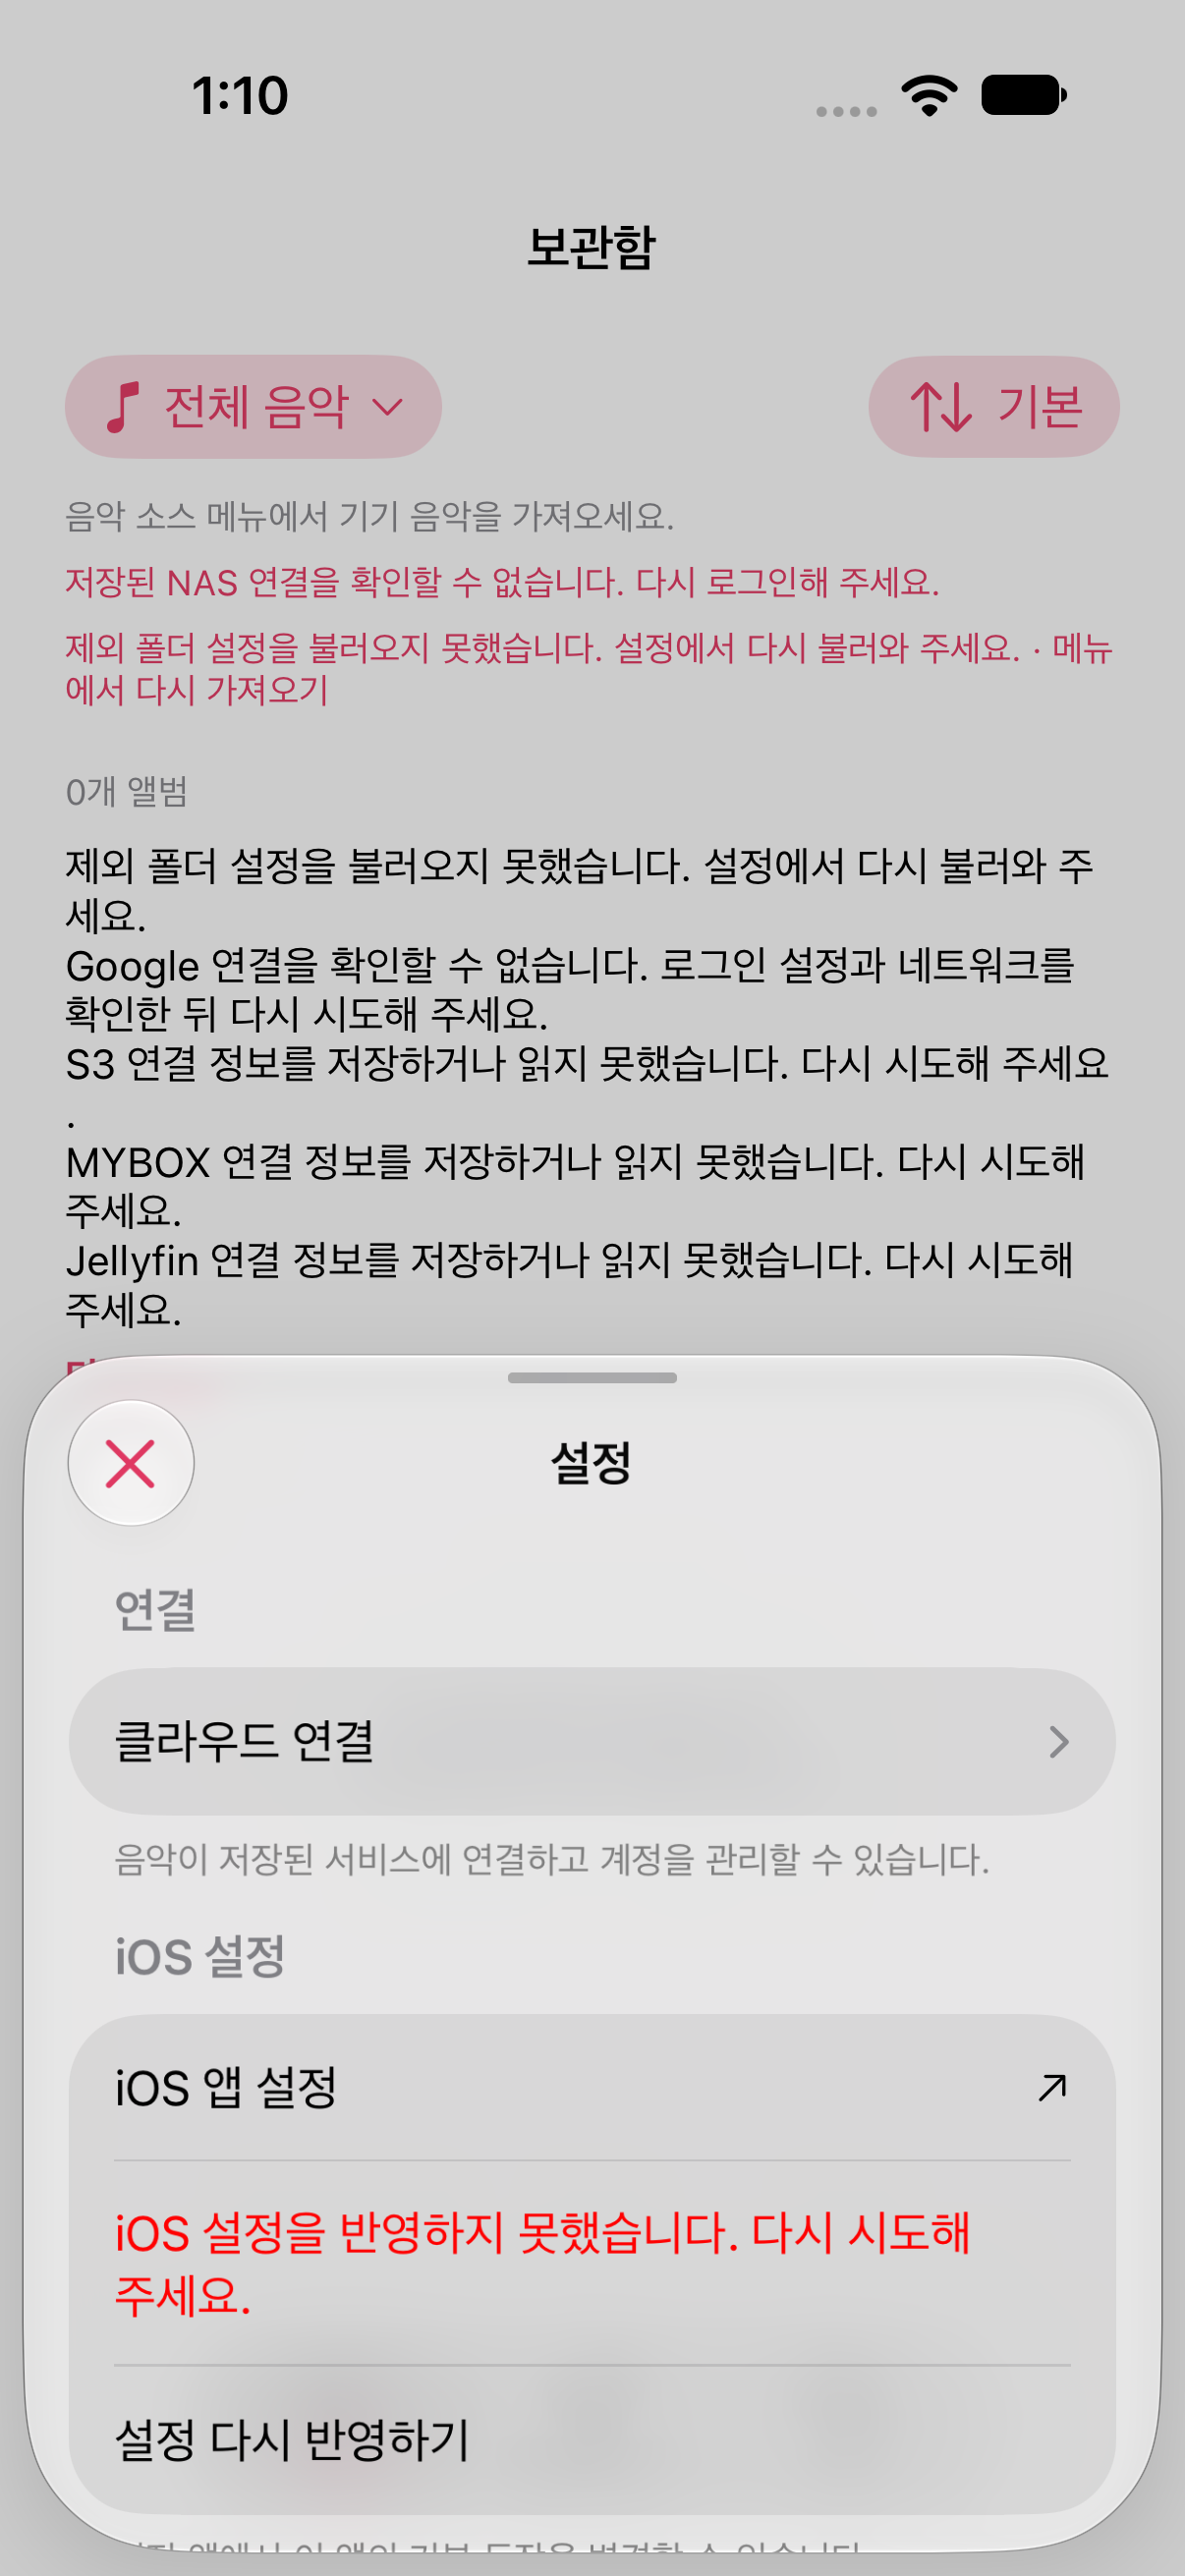 1:10
보관함
전체 음악
기본
음악 소스 메뉴에서 기기 음악을 가져오세요.
저장된 NAS 연결을 확인할 수 없습니다. 다시 로그인해 주세요.
제외 폴더 설정을 불러오지 못했습니다. 설정에서 다시 불러와 주세요. · 메뉴
에서 다시 가져오기
0개 앨범
제외 폴더 설정을 불러오지 못했습니다. 설정에서 다시 불러와 주
세요.
Google 연결을 확인할 수 없습니다. 로그인 설정과 네트워크를
확인한 뒤 다시 시도해 주세요.
S3 연결 정보를 저장하거나 읽지 못했습니다. 다시 시도해 주세요
.
MYBOX 연결 정보를 저장하거나 읽지 못했습니다. 다시 시도해
주세요.
Jellyfin 연결 정보를 저장하거나 읽지 못했습니다. 다시 시도해
주세요.
설정
연결
클라우드 연결
음악이 저장된 서비스에 연결하고 계정을 관리할 수 있습니다.
iOS 설정
iOS 앱 설정
iOS 설정을 반영하지 못했습니다. 다시 시도해
주세요.
설정 다시 반영하기